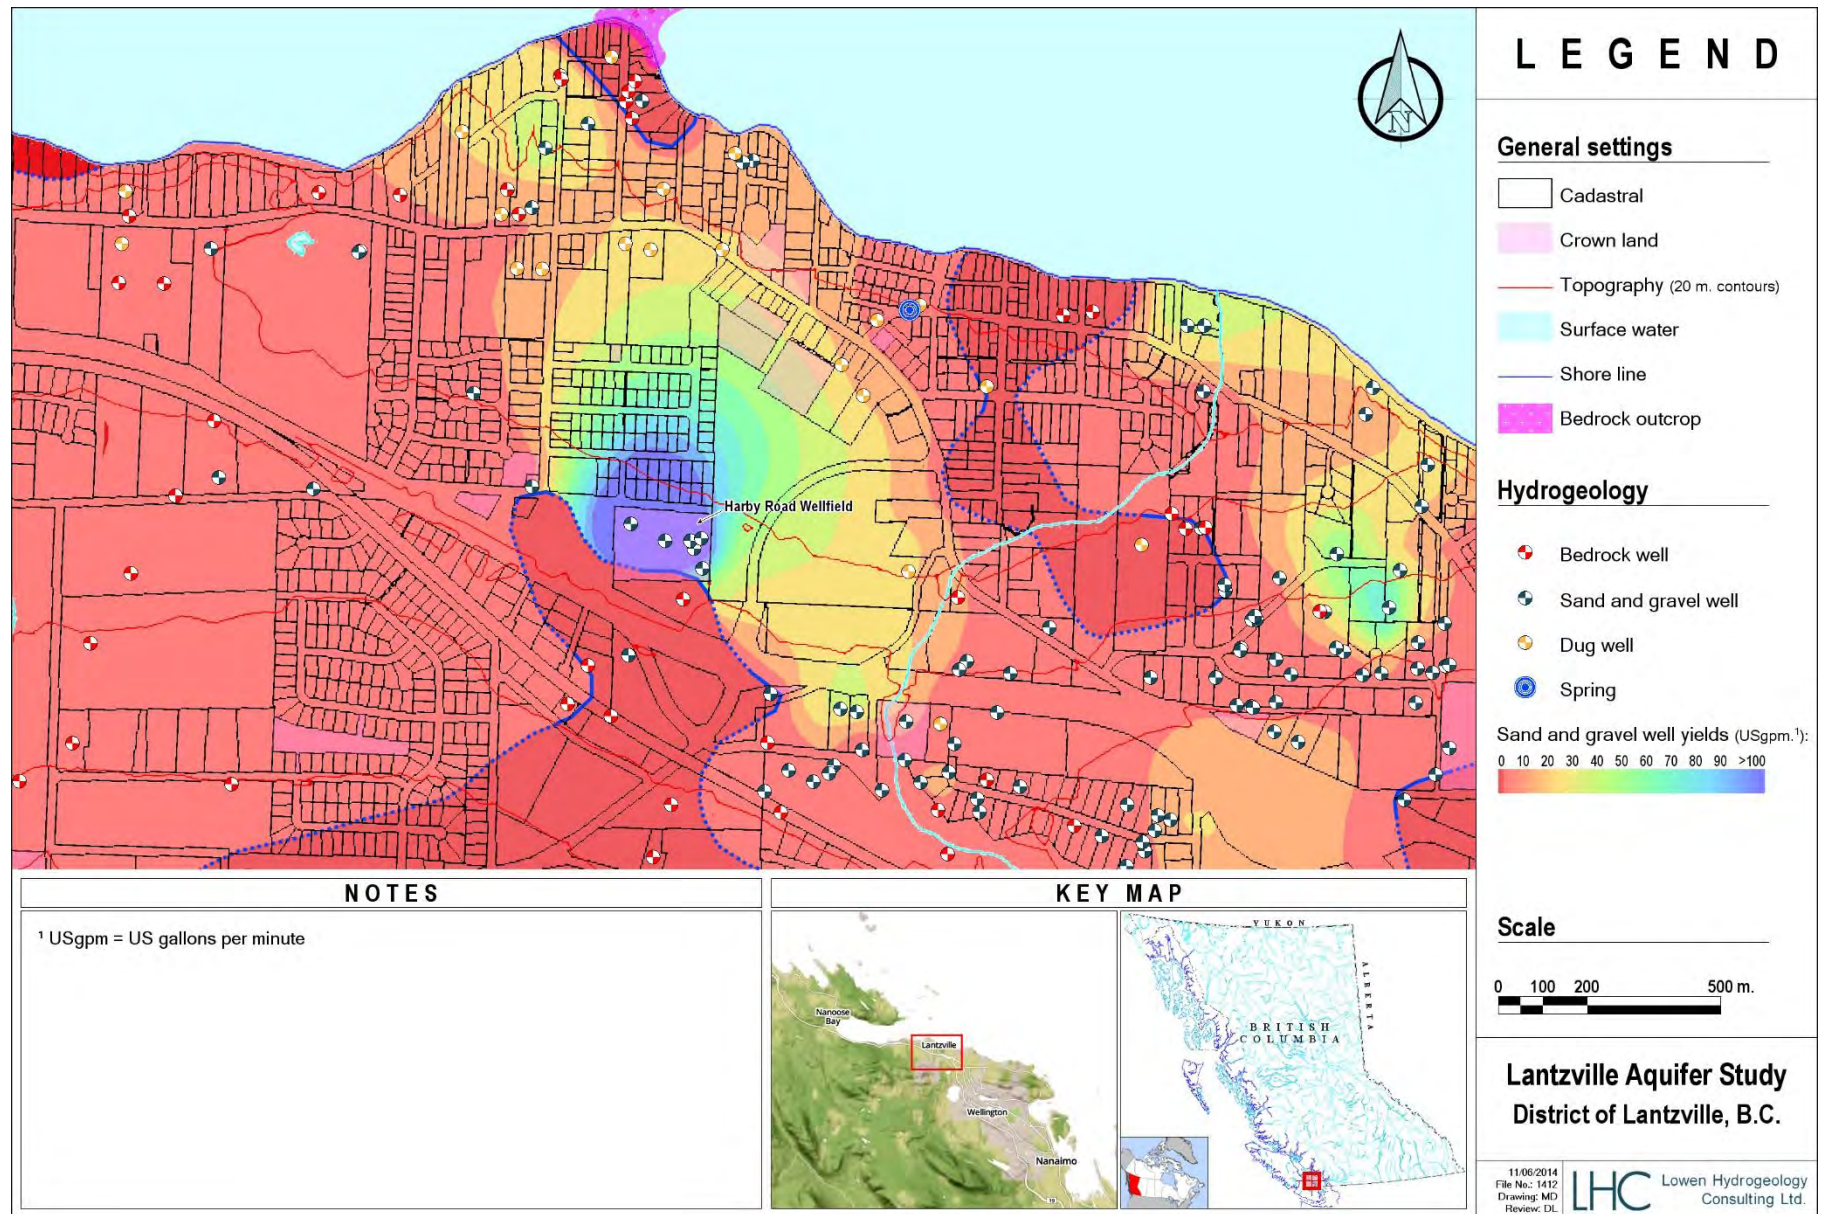 N
Harby Road Wellfield
LEGEND
General settings
Cadastral
Crown land
Topography (20 m. contours)
Surface water
Shore line
Bedrock outcrop
Hydrogeology
Bedrock well
Sand and gravel well
Dug well
Spring
Sand and gravel well yields (USgpm.¹):
0 10 20 30 40 50 60 70 80 90 >100
Scale
0 100 200 500 m.
Lantzville Aquifer Study
District of Lantzville, B.C.
11/06/2014
File No.: 1412
Drawing: MD
Review: DL
LHC
Lowen Hydrogeology
Consulting Ltd.
NOTES
¹ USgpm = US gallons per minute
KEY MAP
Nanoose
Bay
Lantzville
Wellington
Nanaimo
19
YUKON
ALBERTA
BRITISH
COLUMBIA